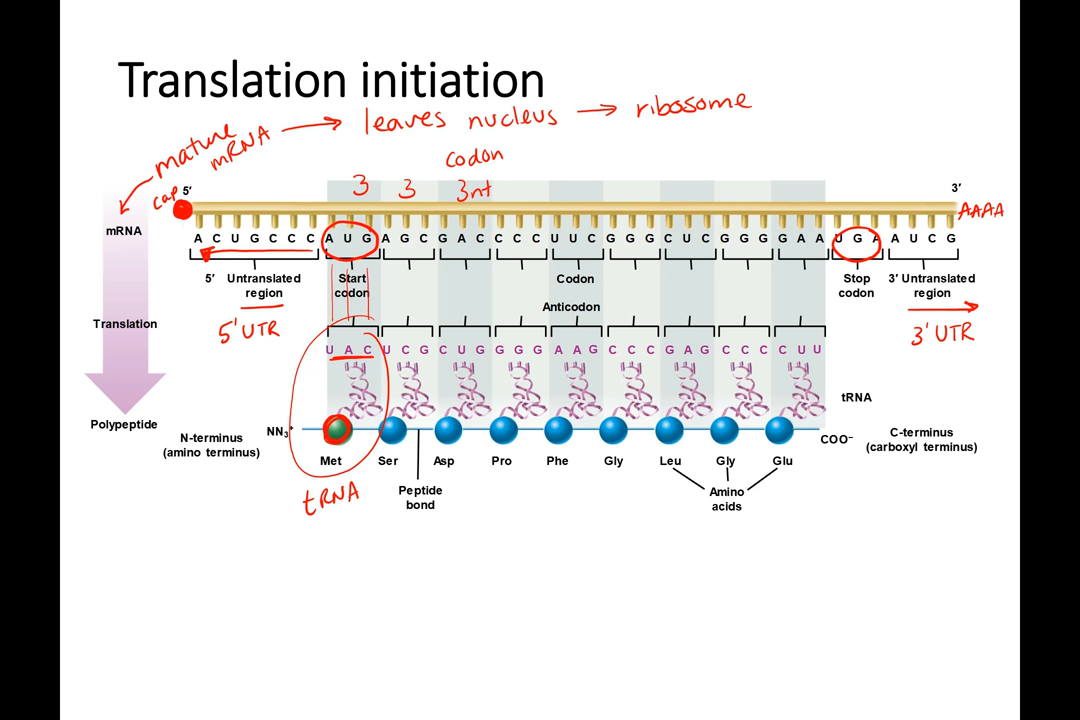 Translation initiation
mature mRNA → leaves nucleus → ribosome
codon
3 3 3nt
cap 5′ 3′
mRNA
AAAA
A C U G C C C A U G A G C G A C C C C U U C G G G C U C G G G G A A U G A A U C G
5′ Untranslated region
Start codon
Codon
Stop codon
3′ Untranslated region
5' UTR
3' UTR
Anticodon
Translation
U A C U C G C U G G G G A A G C C C G A G C C C C U U
tRNA
Polypeptide
N-terminus (amino terminus)
NN₃⁺
COO⁻
C-terminus (carboxyl terminus)
Met Ser Asp Pro Phe Gly Leu Gly Glu
tRNA
Peptide bond
Amino acids